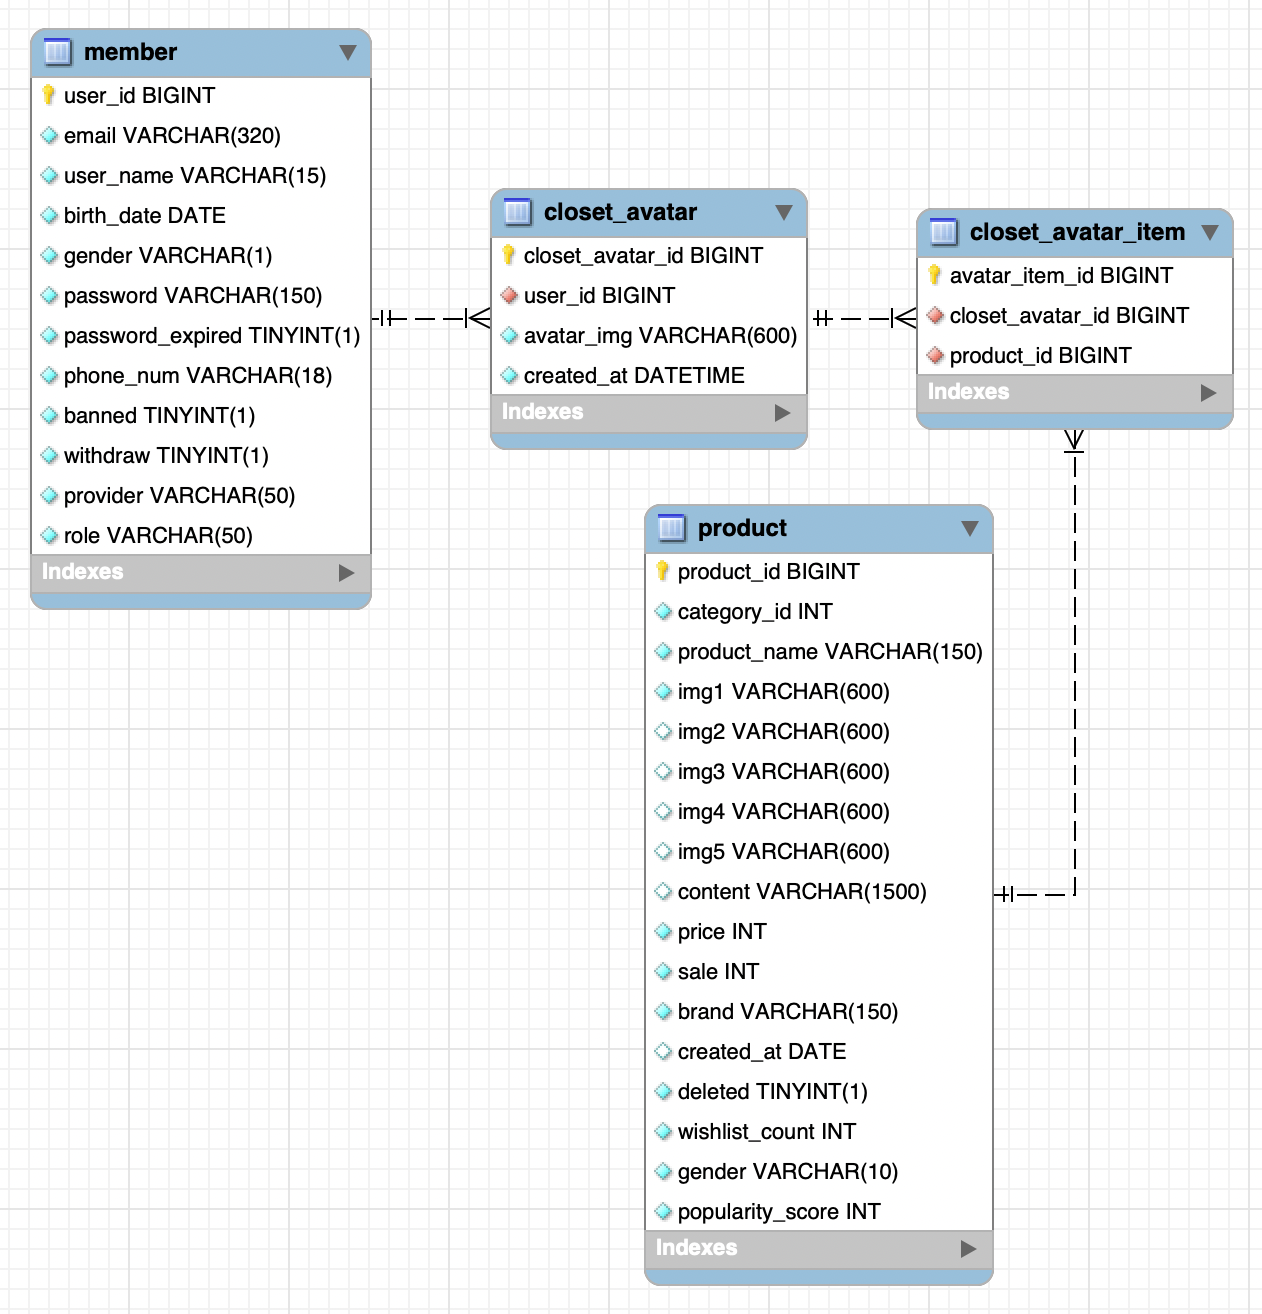 member
user_id BIGINT
email VARCHAR(320)
user_name VARCHAR(15)
birth_date DATE
gender VARCHAR(1)
password VARCHAR(150)
password_expired TINYINT(1)
phone_num VARCHAR(18)
banned TINYINT(1)
withdraw TINYINT(1)
provider VARCHAR(50)
role VARCHAR(50)
Indexes
closet_avatar
closet_avatar_id BIGINT
user_id BIGINT
avatar_img VARCHAR(600)
created_at DATETIME
Indexes
closet_avatar_item
avatar_item_id BIGINT
closet_avatar_id BIGINT
product_id BIGINT
Indexes
product
product_id BIGINT
category_id INT
product_name VARCHAR(150)
img1 VARCHAR(600)
img2 VARCHAR(600)
img3 VARCHAR(600)
img4 VARCHAR(600)
img5 VARCHAR(600)
content VARCHAR(1500)
price INT
sale INT
brand VARCHAR(150)
created_at DATE
deleted TINYINT(1)
wishlist_count INT
gender VARCHAR(10)
popularity_score INT
Indexes